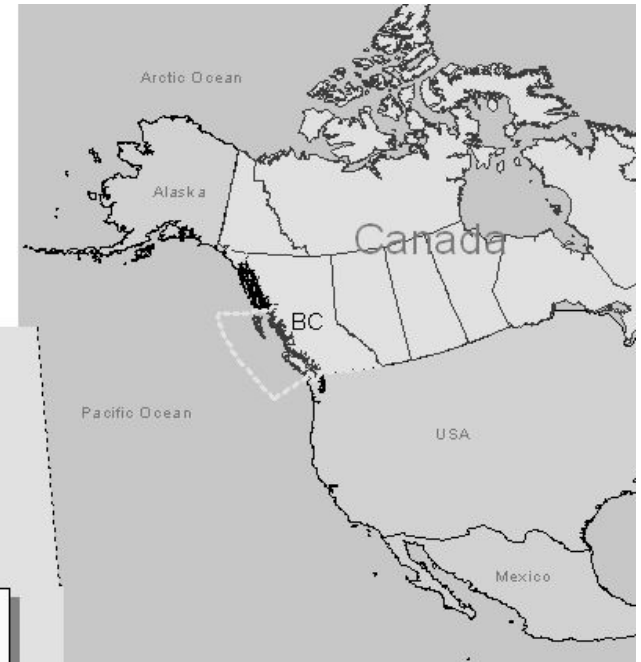 Arctic Ocean
Alaska
Canada
BC
Pacific Ocean
USA
Mexico